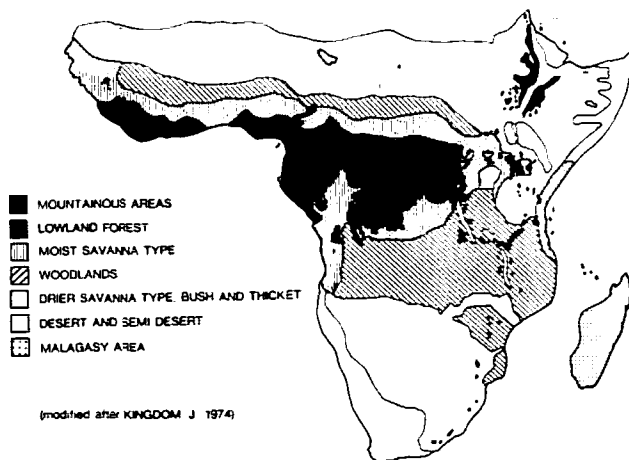 MOUNTAINOUS AREAS
LOWLAND FOREST
MOIST SAVANNA TYPE
WOODLANDS
DRIER SAVANNA TYPE. BUSH AND THICKET
DESERT AND SEMI DESERT
MALAGASY AREA
(modified after KINGDOM J. 1974)